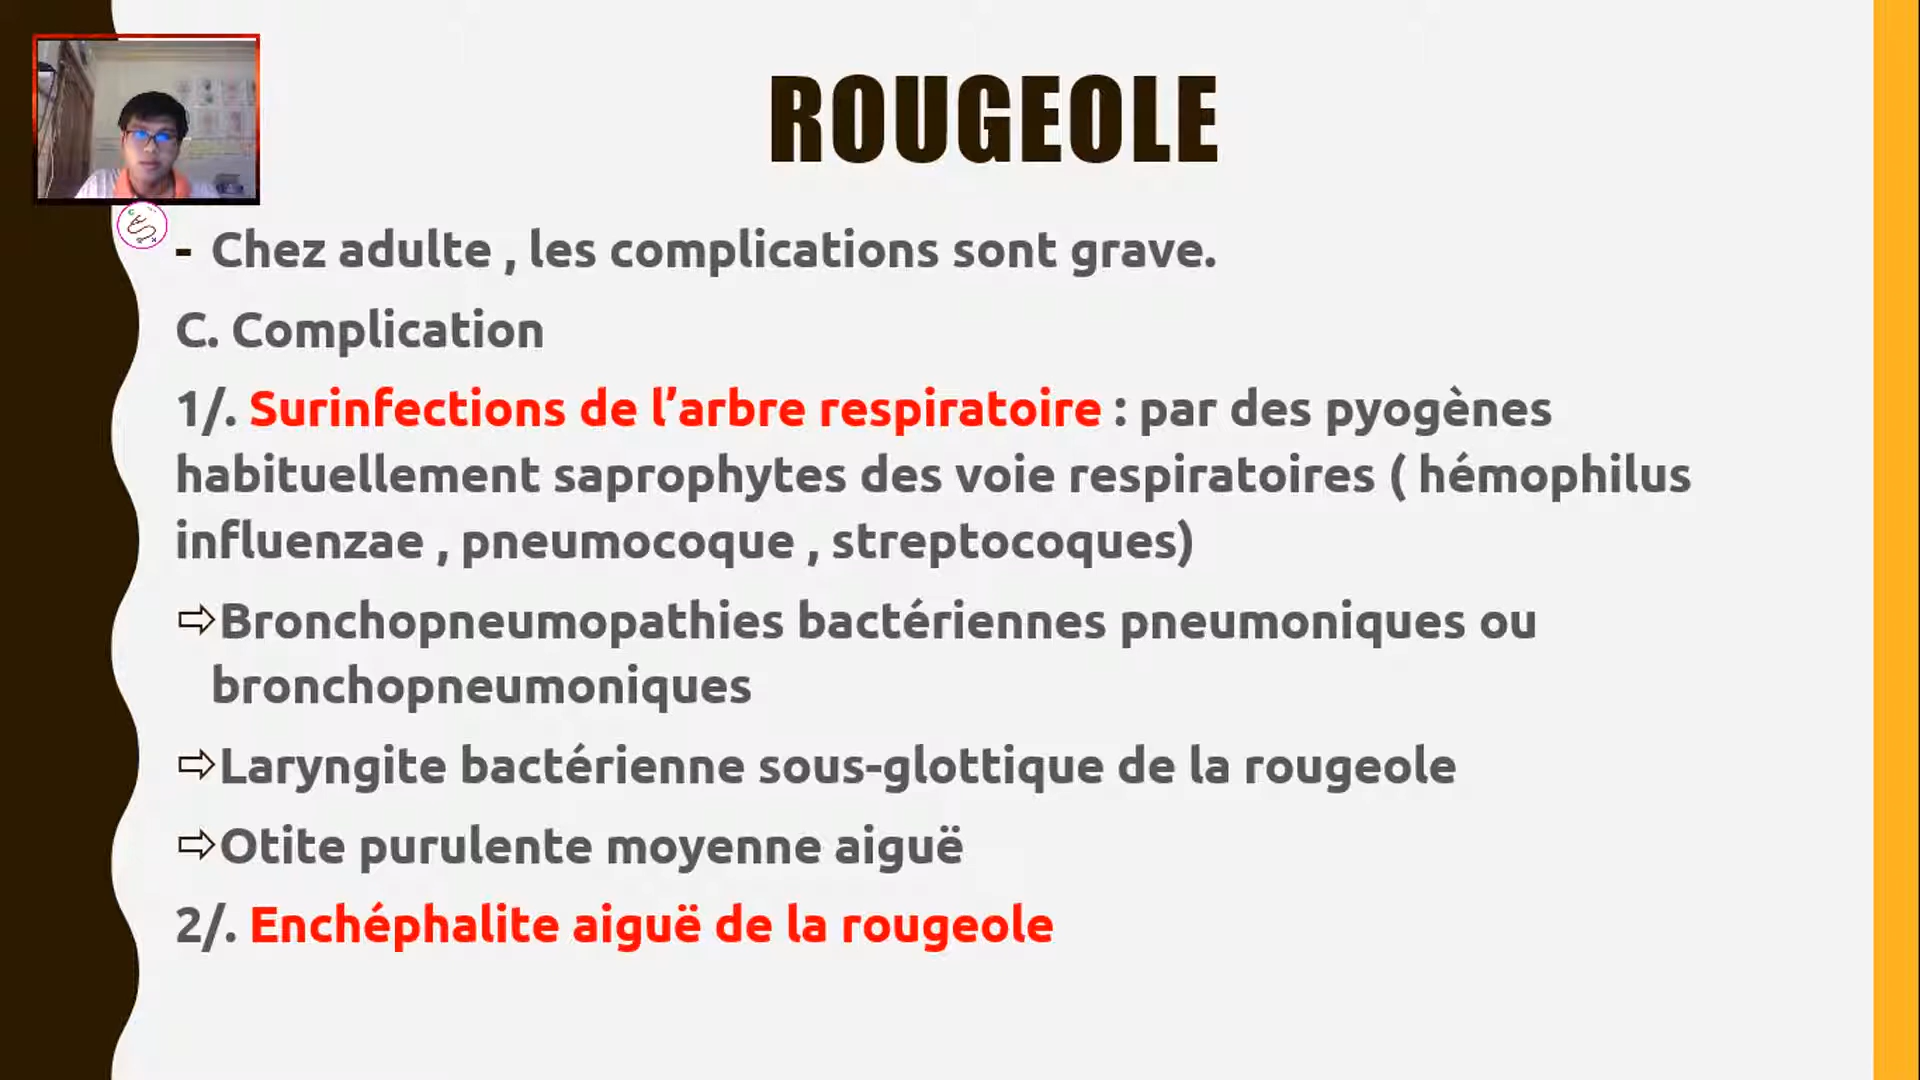 ROUGEOLE
- Chez adulte , les complications sont grave.
C. Complication
1/. Surinfections de l’arbre respiratoire : par des pyogènes
habituellement saprophytes des voie respiratoires ( hémophilus
influenzae , pneumocoque , streptocoques)
⇨Bronchopneumopathies bactériennes pneumoniques ou
bronchopneumoniques
⇨Laryngite bactérienne sous-glottique de la rougeole
⇨Otite purulente moyenne aiguë
2/. Enchéphalite aiguë de la rougeole